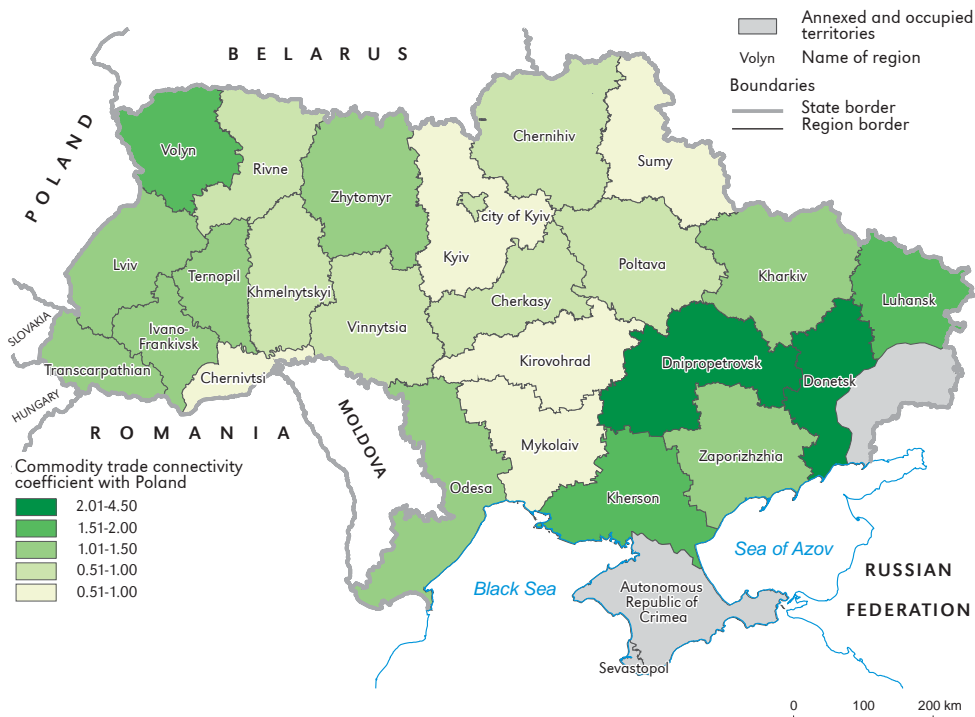 Annexed and occupied
territories
Volyn
Name of region
Boundaries
State border
Region border
BELARUS
POLAND
SLOVAKIA
HUNGARY
ROMANIA
MOLDOVA
RUSSIAN
FEDERATION
Volyn
Rivne
Zhytomyr
Chernihiv
Sumy
city of Kyiv
Kyiv
Lviv
Ternopil
Khmelnytskyi
Vinnytsia
Cherkasy
Poltava
Kharkiv
Luhansk
Ivano-
Frankivsk
Transcarpathian
Chernivtsi
Kirovohrad
Dnipropetrovsk
Donetsk
Mykolaiv
Zaporizhzhia
Odesa
Kherson
Black Sea
Sea of Azov
Autonomous
Republic of
Crimea
Sevastopol
Commodity trade connectivity
coefficient with Poland
2.01-4.50
1.51-2.00
1.01-1.50
0.51-1.00
0.51-1.00
0 100 200 km